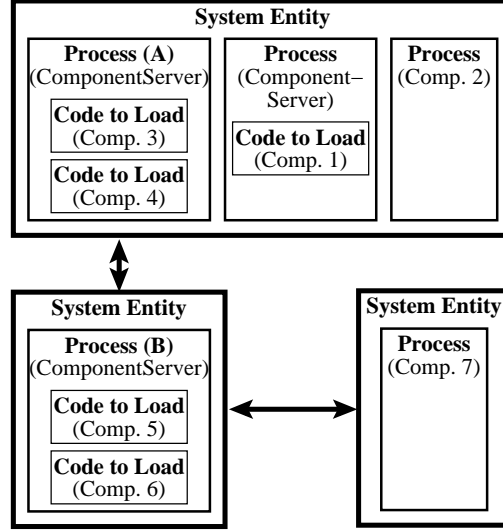 System Entity
Process (A)
(ComponentServer)
Code to Load
(Comp. 3)
Code to Load
(Comp. 4)
Process
(Component–
Server)
Code to Load
(Comp. 1)
Process
(Comp. 2)
System Entity
Process (B)
(ComponentServer)
Code to Load
(Comp. 5)
Code to Load
(Comp. 6)
System Entity
Process
(Comp. 7)